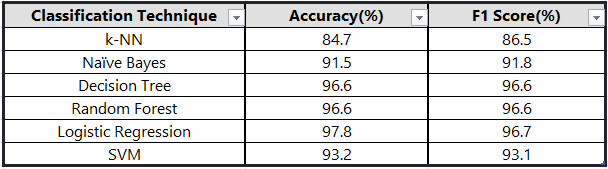 Classification Technique Accuracy(%) F1 Score(%)
k-NN 84.7 86.5
Naïve Bayes 91.5 91.8
Decision Tree 96.6 96.6
Random Forest 96.6 96.6
Logistic Regression 97.8 96.7
SVM 93.2 93.1